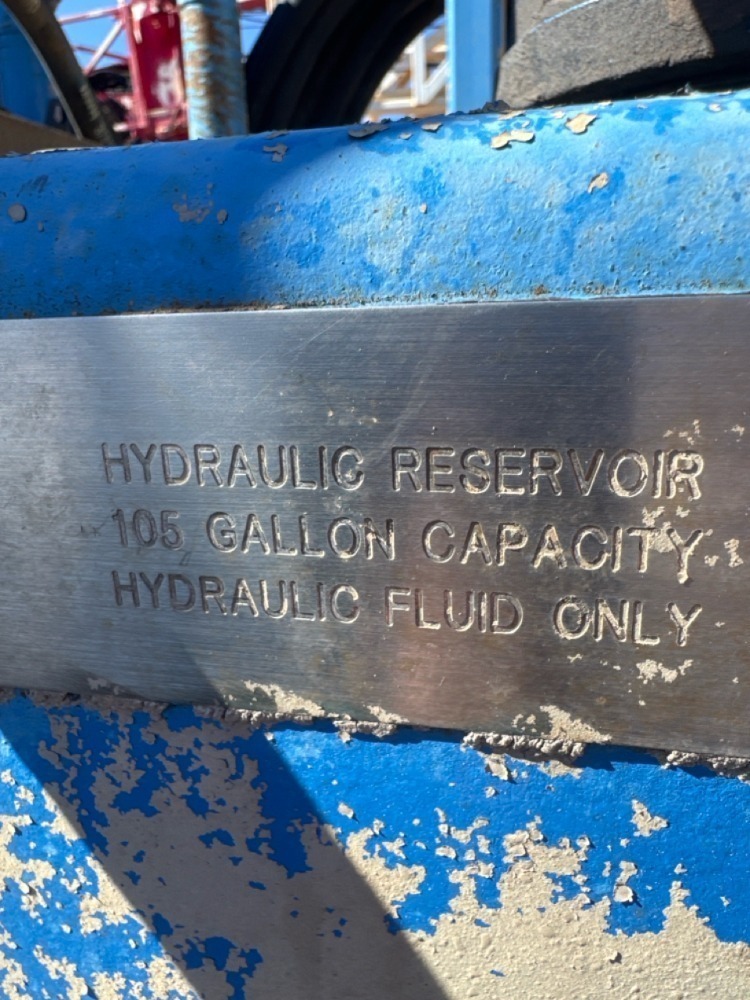 HYDRAULIC RESERVOIR
105 GALLON CAPACITY
HYDRAULIC FLUID ONLY